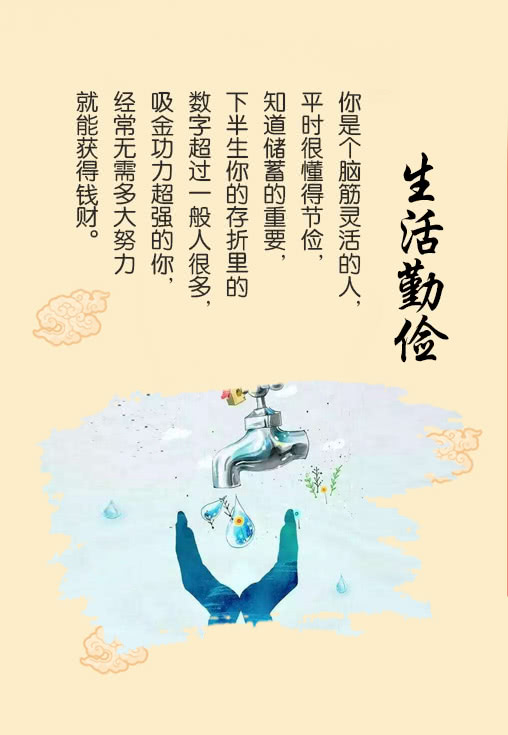 生活勤俭
你是个脑筋灵活的人，
平时很懂得节俭，
知道储蓄的重要，
下半生你的存折里的
数字超过一般人很多，
吸金功力超强的你，
经常无需多大努力
就能获得钱财。